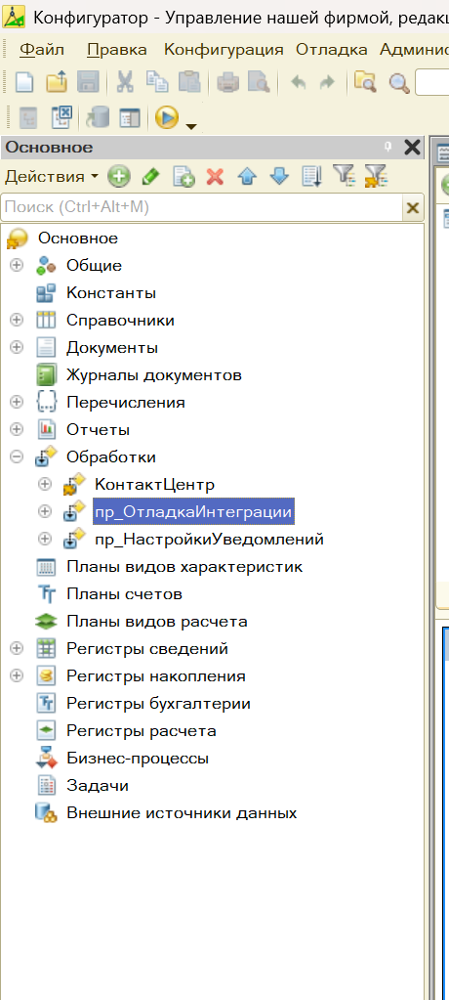 Конфигуратор - Управление нашей фирмой, редакц
Файл Правка Конфигурация Отладка Админис
Основное
Действия
Поиск (Ctrl+Alt+M)
Основное
Общие
Константы
Справочники
Документы
Журналы документов
Перечисления
Отчеты
Обработки
КонтактЦентр
пр_ОтладкаИнтеграции
пр_НастройкиУведомлений
Планы видов характеристик
Планы счетов
Планы видов расчета
Регистры сведений
Регистры накопления
Регистры бухгалтерии
Регистры расчета
Бизнес-процессы
Задачи
Внешние источники данных